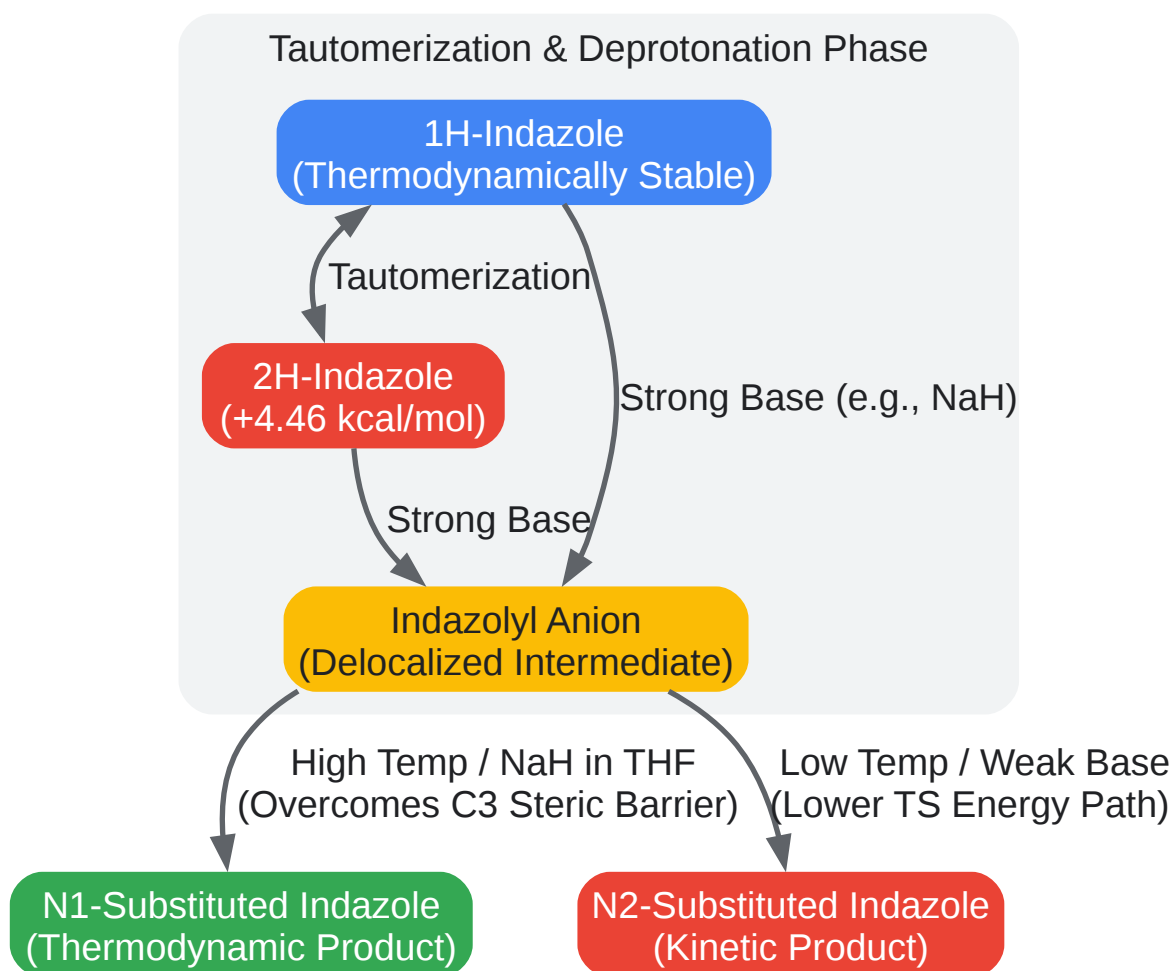 Tautomerization & Deprotonation Phase
1H-Indazole
(Thermodynamically Stable)
Tautomerization
2H-Indazole
(+4.46 kcal/mol)
Strong Base (e.g., NaH)
Strong Base
Indazolyl Anion
(Delocalized Intermediate)
High Temp / NaH in THF
(Overcomes C3 Steric Barrier)
Low Temp / Weak Base
(Lower TS Energy Path)
N1-Substituted Indazole
(Thermodynamic Product)
N2-Substituted Indazole
(Kinetic Product)